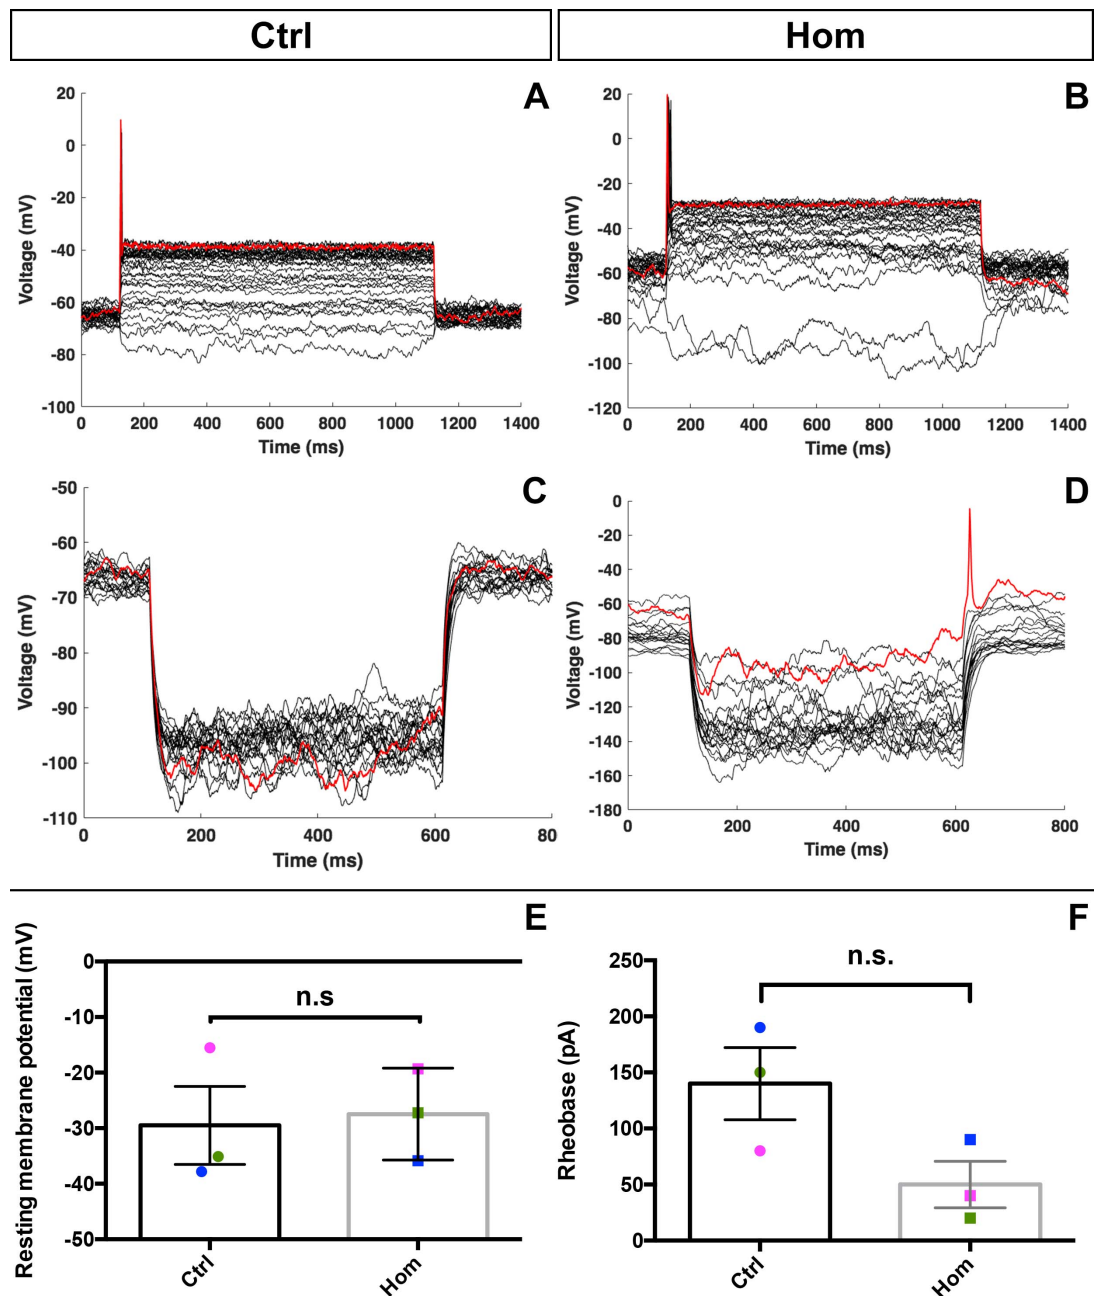 Ctrl
Hom
A
20
0
-20
-40
-60
-80
-100
Voltage (mV)
0 200 400 600 800 1000 1200 1400
Time (ms)
B
20
0
-20
-40
-60
-80
-100
-120
Voltage (mV)
0 200 400 600 800 1000 1200 1400
Time (ms)
C
-50
-60
-70
-80
-90
-100
-110
Voltage (mV)
0 200 400 600 80
Time (ms)
D
0
-20
-40
-60
-80
-100
-120
-140
-160
-180
Voltage (mV)
0 200 400 600 800
Time (ms)
E
Resting membrane potential (mV)
0
-10
-20
-30
-40
-50
n.s
Ctrl
Hom
F
Rheobase (pA)
250
200
150
100
50
0
n.s.
Ctrl
Hom